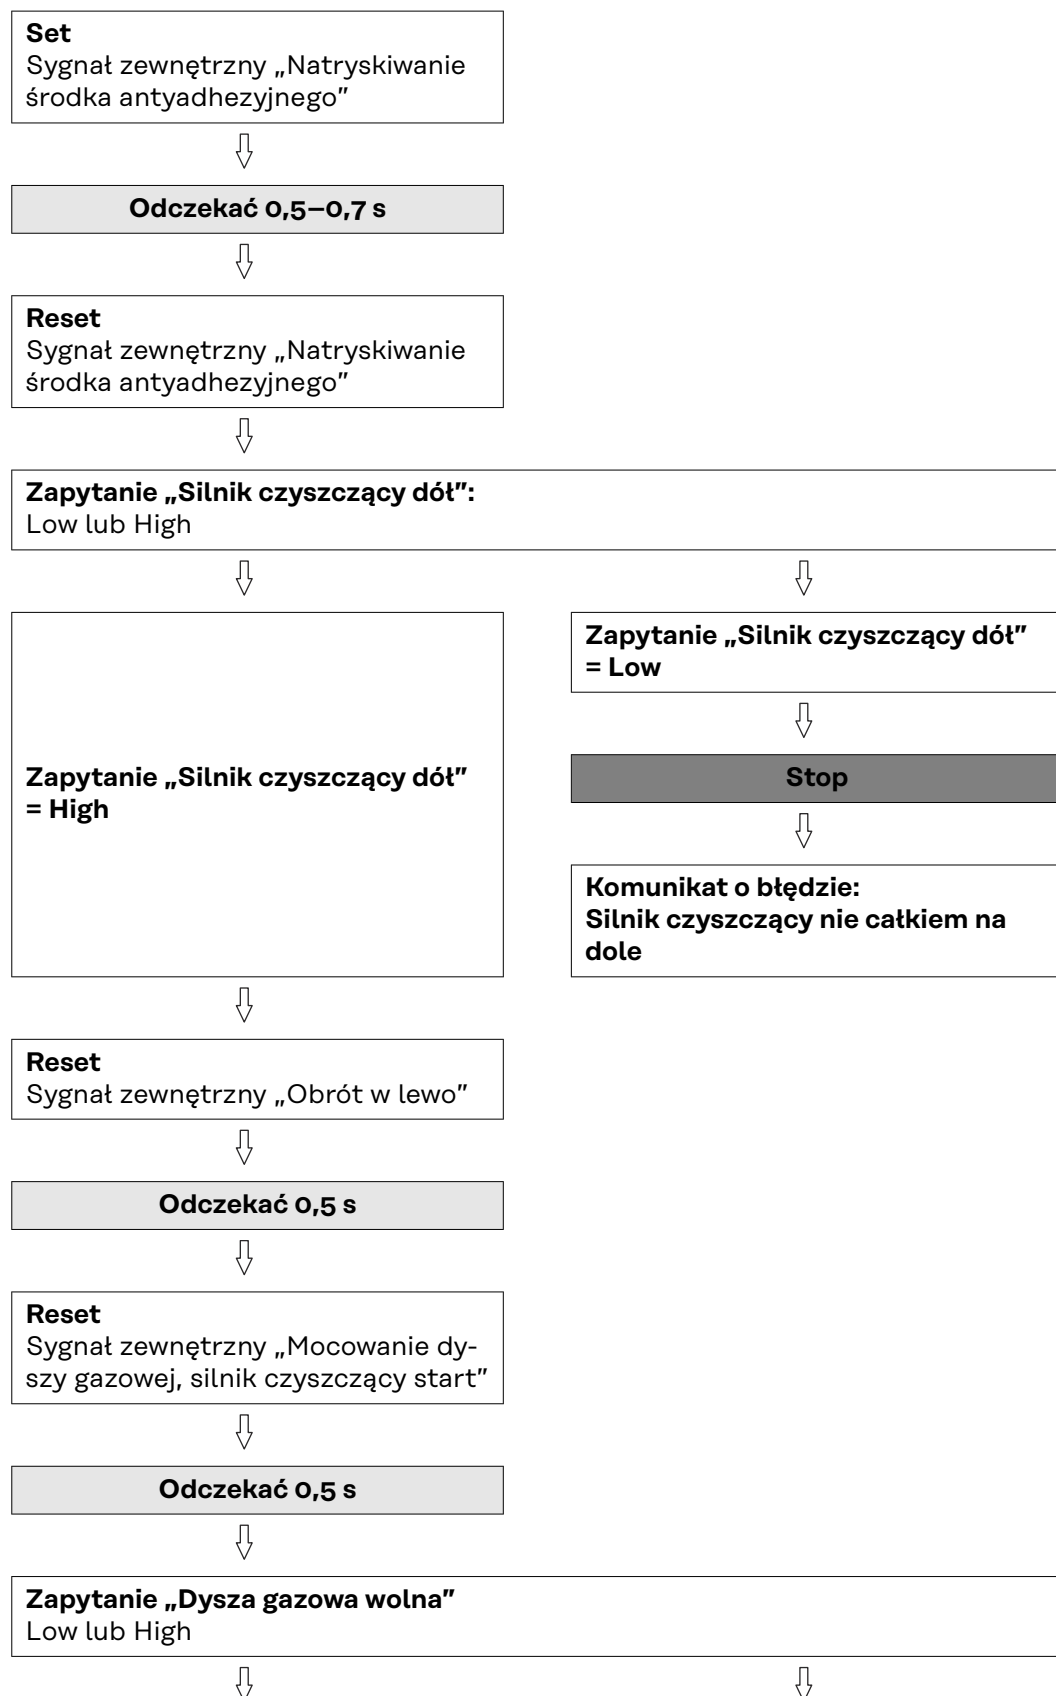 Set
Sygnał zewnętrzny „Natryskiwanie
środka antyadhezyjnego”
Odczekać 0,5–0,7 s
Reset
Sygnał zewnętrzny „Natryskiwanie
środka antyadhezyjnego”
Zapytanie „Silnik czyszczący dół”:
Low lub High
Zapytanie „Silnik czyszczący dół”
= High
Zapytanie „Silnik czyszczący dół”
= Low
Stop
Komunikat o błędzie:
Silnik czyszczący nie całkiem na
dole
Reset
Sygnał zewnętrzny „Obrót w lewo”
Odczekać 0,5 s
Reset
Sygnał zewnętrzny „Mocowanie dy-
szy gazowej, silnik czyszczący start”
Odczekać 0,5 s
Zapytanie „Dysza gazowa wolna”
Low lub High